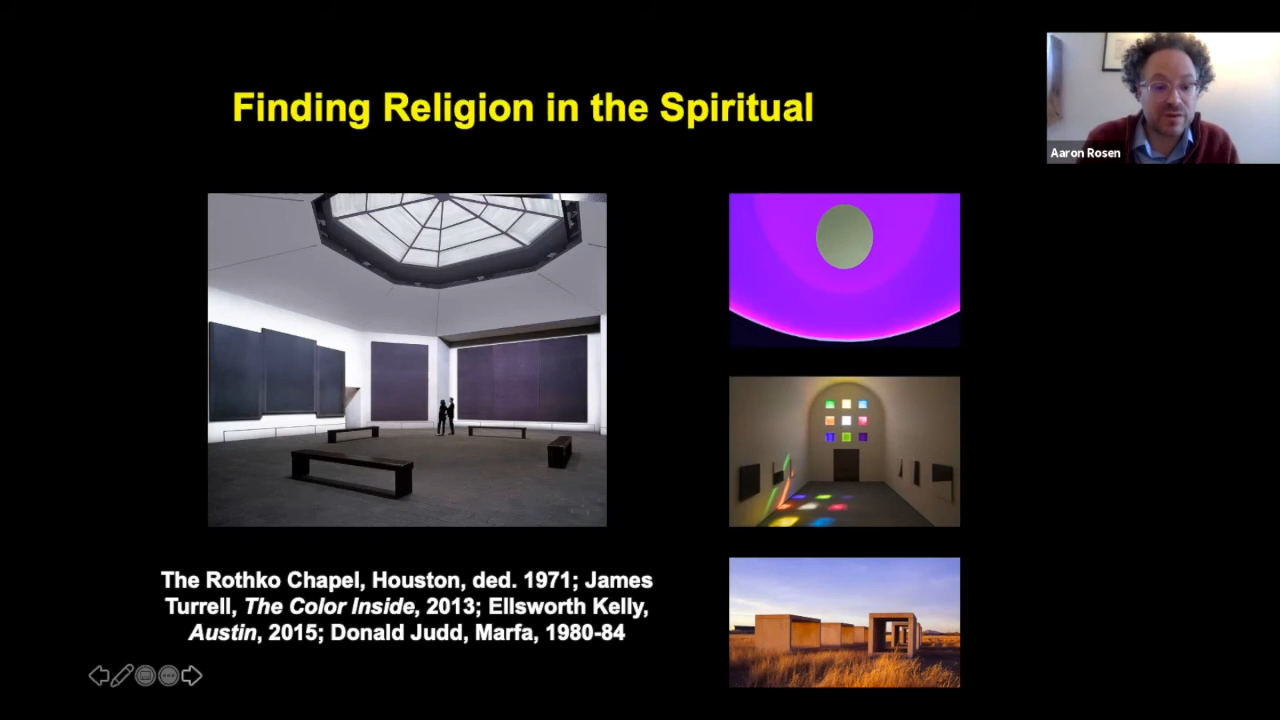 Finding Religion in the Spiritual
Aaron Rosen
The Rothko Chapel, Houston, ded. 1971; James
Turrell, The Color Inside, 2013; Ellsworth Kelly,
Austin, 2015; Donald Judd, Marfa, 1980-84